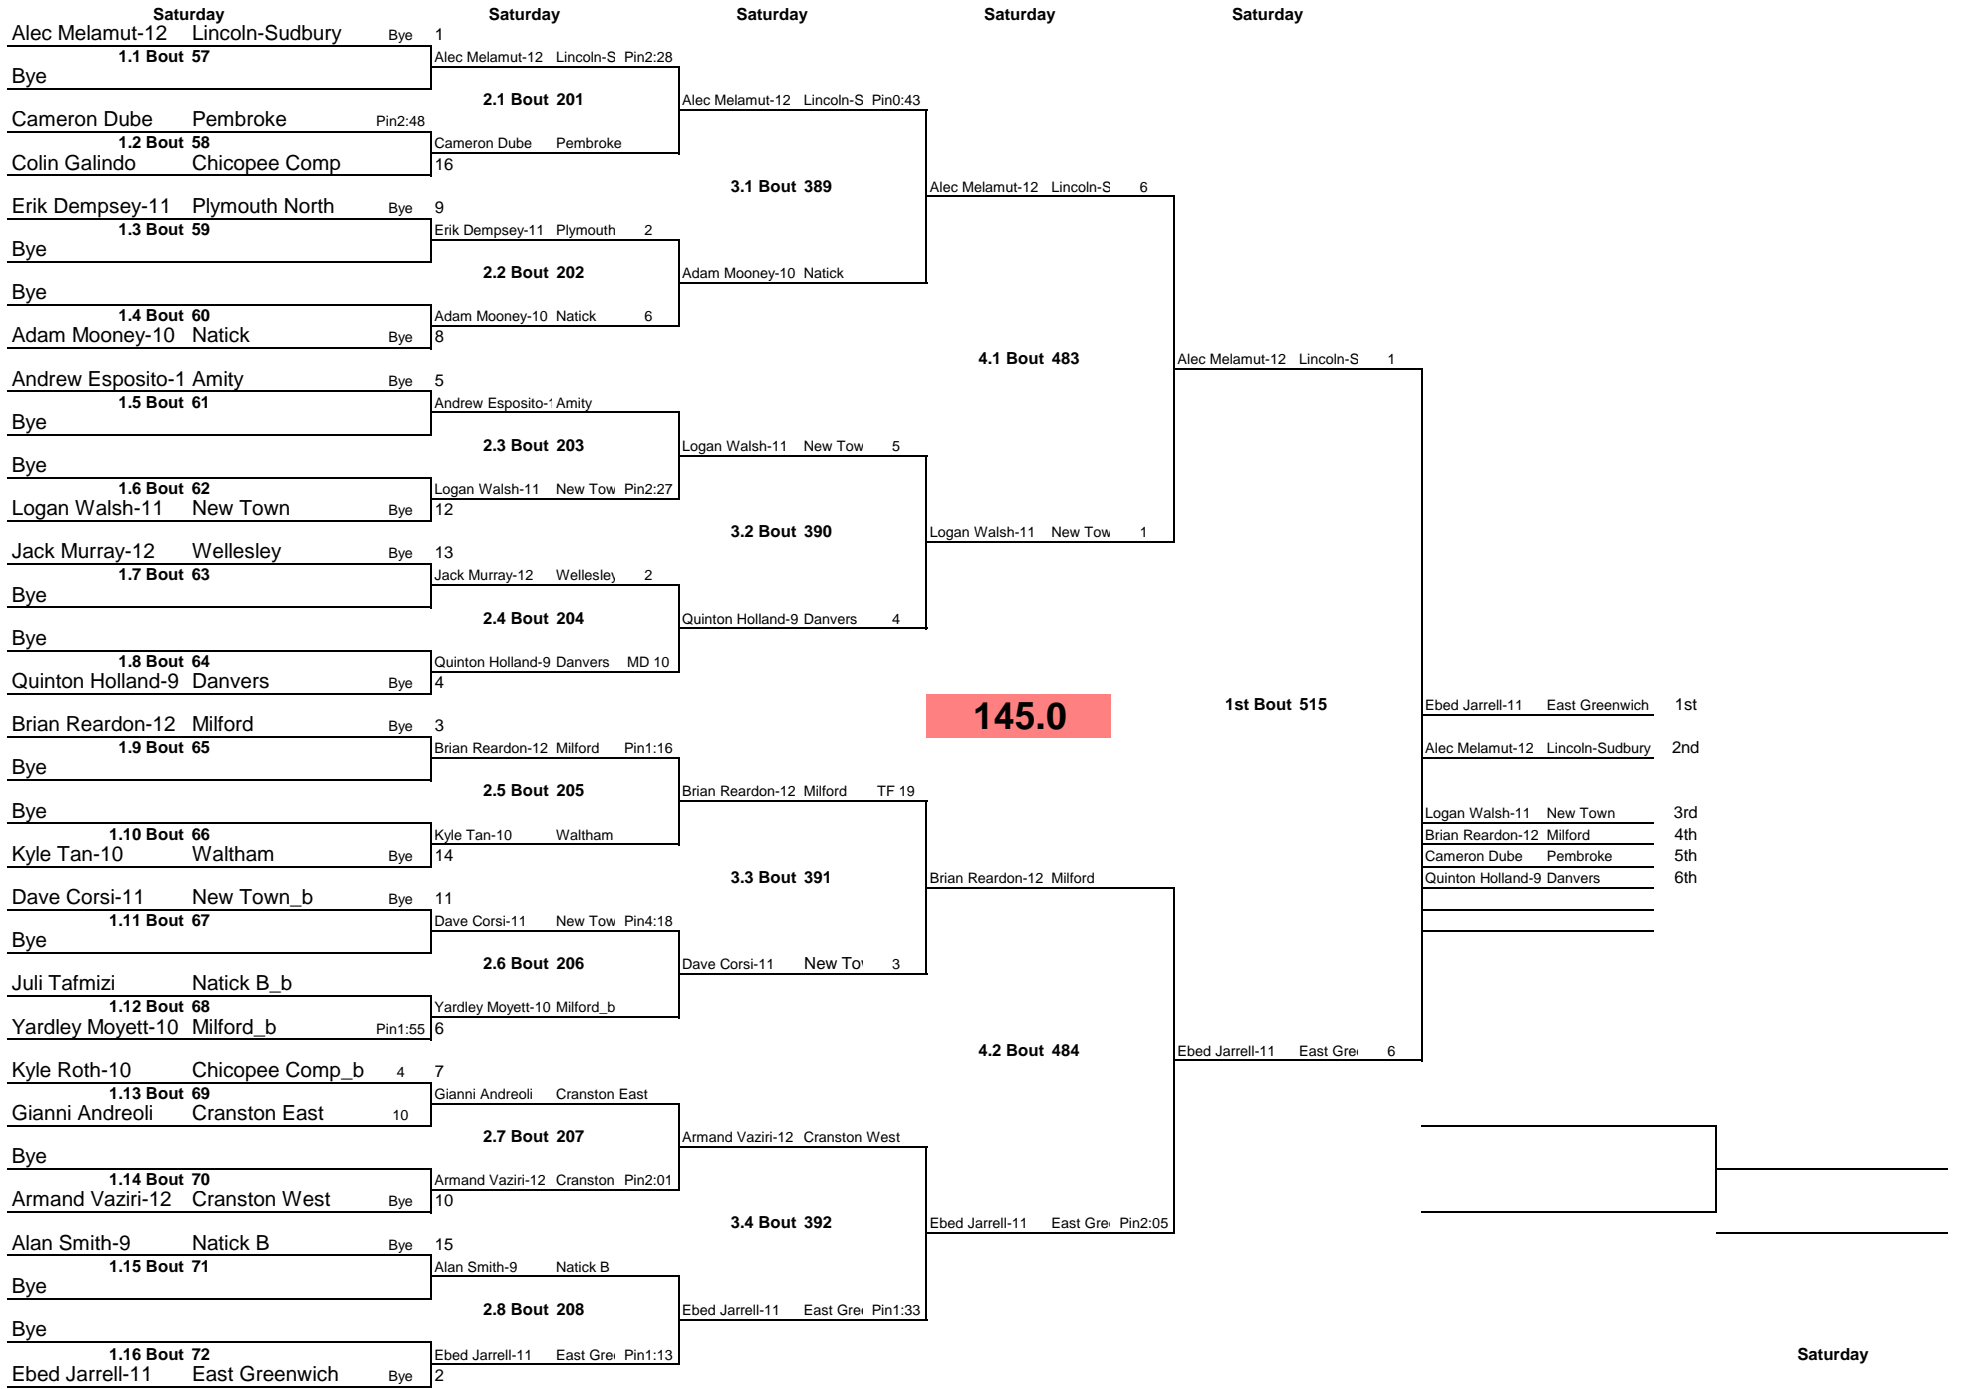 Saturday Saturday Saturday Saturday Saturday
Alec Melamut-12 Lincoln-Sudbury Bye 1
1.1 Bout 57
Bye
Cameron Dube Pembroke Pin2:48
1.2 Bout 58
Colin Galindo Chicopee Comp 16
Erik Dempsey-11 Plymouth North Bye 9
1.3 Bout 59
Bye
Bye
1.4 Bout 60
Adam Mooney-10 Natick Bye 8
Andrew Esposito-1 Amity Bye 5
1.5 Bout 61
Bye
Bye
1.6 Bout 62
Logan Walsh-11 New Town Bye 12
Jack Murray-12 Wellesley Bye 13
1.7 Bout 63
Bye
Bye
1.8 Bout 64
Quinton Holland-9 Danvers Bye 4
Brian Reardon-12 Milford Bye 3
1.9 Bout 65
Bye
Bye
1.10 Bout 66
Kyle Tan-10 Waltham Bye 14
Dave Corsi-11 New Town_b Bye 11
1.11 Bout 67
Bye
Juli Tafmizi Natick B_b
1.12 Bout 68
Yardley Moyett-10 Milford_b Pin1:55 6
Kyle Roth-10 Chicopee Comp_b 4 7
1.13 Bout 69
Gianni Andreoli Cranston East 10
Bye
1.14 Bout 70
Armand Vaziri-12 Cranston West Bye 10
Alan Smith-9 Natick B Bye 15
1.15 Bout 71
Bye
Bye
1.16 Bout 72
Ebed Jarrell-11 East Greenwich Bye 2
Alec Melamut-12 Lincoln-S Pin2:28
2.1 Bout 201
Cameron Dube Pembroke
Erik Dempsey-11 Plymouth 2
2.2 Bout 202
Adam Mooney-10 Natick 6
Andrew Esposito-1 Amity
2.3 Bout 203
Logan Walsh-11 New Tow Pin2:27
Jack Murray-12 Wellesley 2
2.4 Bout 204
Quinton Holland-9 Danvers MD 10
Brian Reardon-12 Milford Pin1:16
2.5 Bout 205
Kyle Tan-10 Waltham
Dave Corsi-11 New Tow Pin4:18
2.6 Bout 206
Yardley Moyett-10 Milford_b
Gianni Andreoli Cranston East
2.7 Bout 207
Armand Vaziri-12 Cranston Pin2:01
Alan Smith-9 Natick B
2.8 Bout 208
Ebed Jarrell-11 East Gre Pin1:13
Alec Melamut-12 Lincoln-S Pin0:43
3.1 Bout 389
Adam Mooney-10 Natick
Logan Walsh-11 New Tow 5
3.2 Bout 390
Quinton Holland-9 Danvers 4
Brian Reardon-12 Milford TF 19
3.3 Bout 391
Dave Corsi-11 New To 3
Armand Vaziri-12 Cranston West
3.4 Bout 392
Ebed Jarrell-11 East Gre Pin1:33
Alec Melamut-12 Lincoln-S 6
4.1 Bout 483
Logan Walsh-11 New Tow 1
145.0
Brian Reardon-12 Milford
4.2 Bout 484
Ebed Jarrell-11 East Gre Pin2:05
Alec Melamut-12 Lincoln-S 1
1st Bout 515
Ebed Jarrell-11 East Gre 6
Ebed Jarrell-11 East Greenwich 1st
Alec Melamut-12 Lincoln-Sudbury 2nd
Logan Walsh-11 New Town 3rd
Brian Reardon-12 Milford 4th
Cameron Dube Pembroke 5th
Quinton Holland-9 Danvers 6th
Saturday